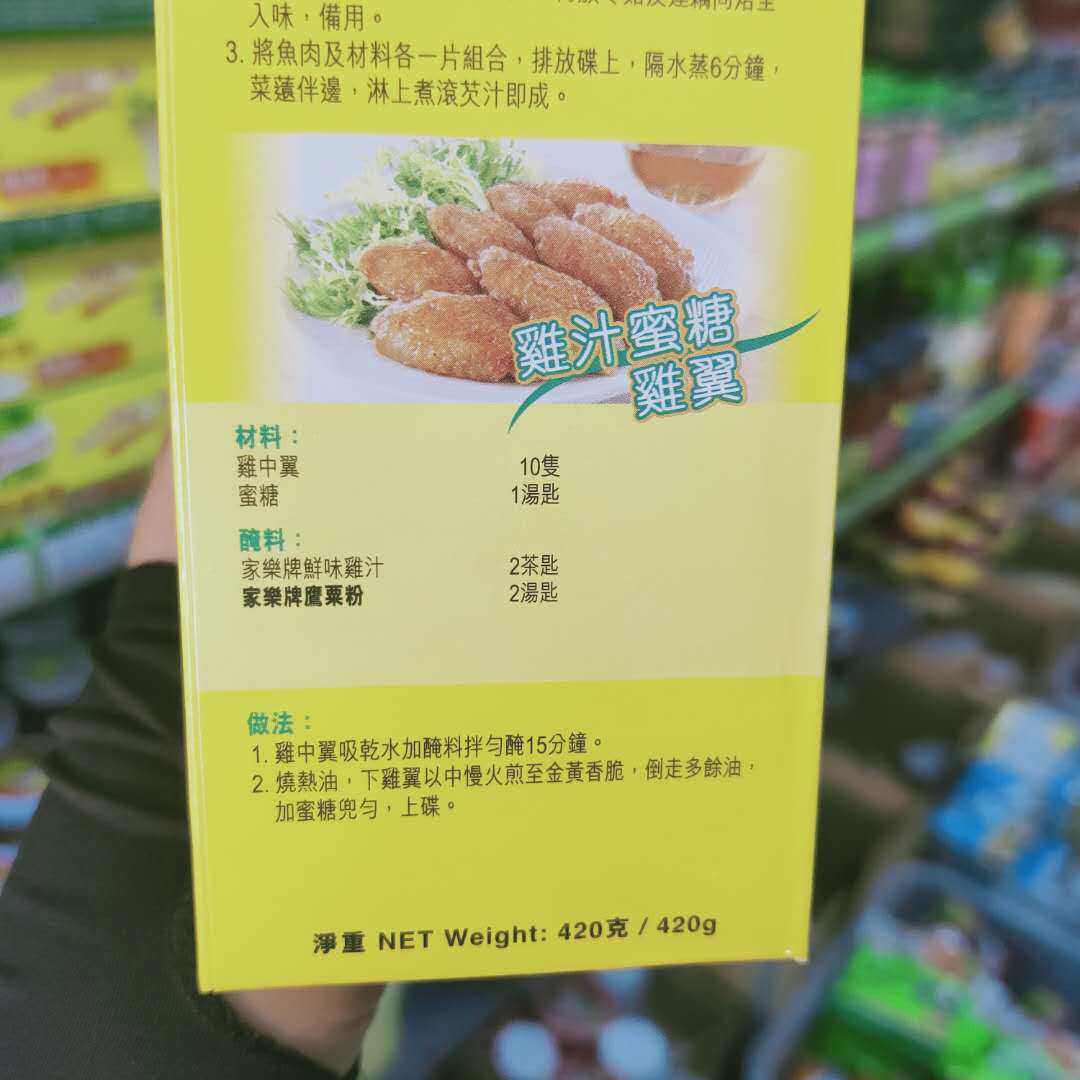 入味，備用。
3. 將魚肉及材料各一片組合，排放碟上，隔水蒸6分鐘，
菜薳伴邊，淋上煮滾芡汁即成。
雞汁蜜糖
雞翼
材料：
雞中翼 10隻
蜜糖 1湯匙
醃料：
家樂牌鮮味雞汁 2茶匙
家樂牌鷹粟粉 2湯匙
做法：
1. 雞中翼吸乾水加醃料拌勻醃15分鐘。
2. 燒熱油，下雞翼以中慢火煎至金黃香脆，倒走多餘油，
加蜜糖兜勻，上碟。
淨重 NET Weight: 420克 / 420g